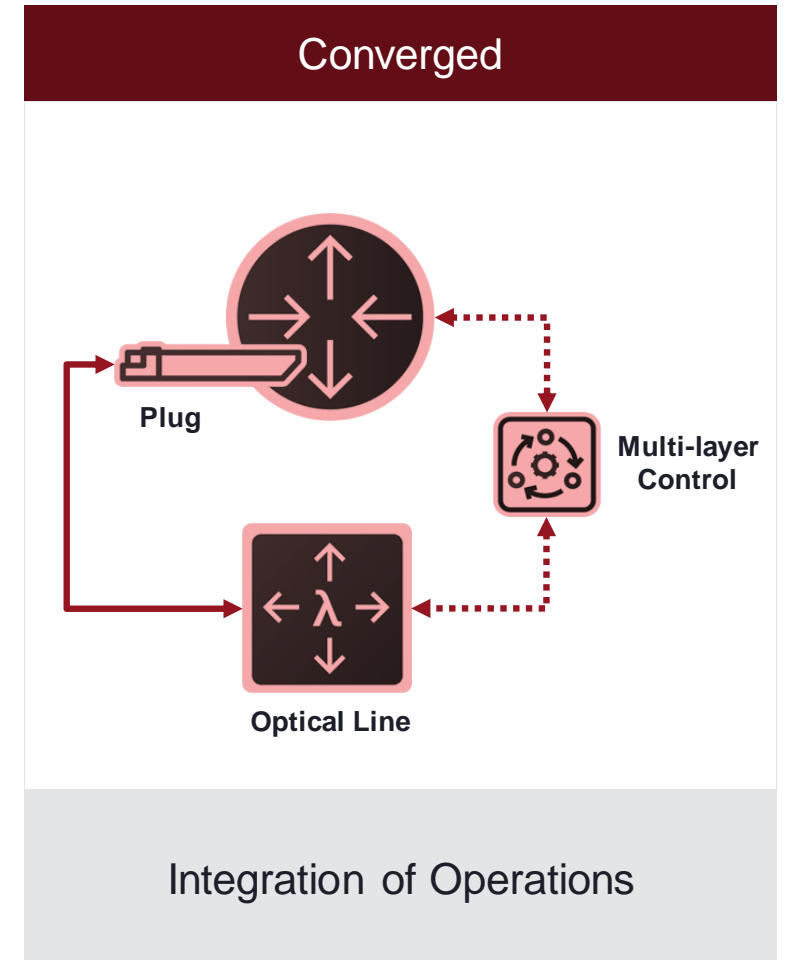 Converged
Plug
Multi-layer
Control
λ
Optical Line
Integration of Operations